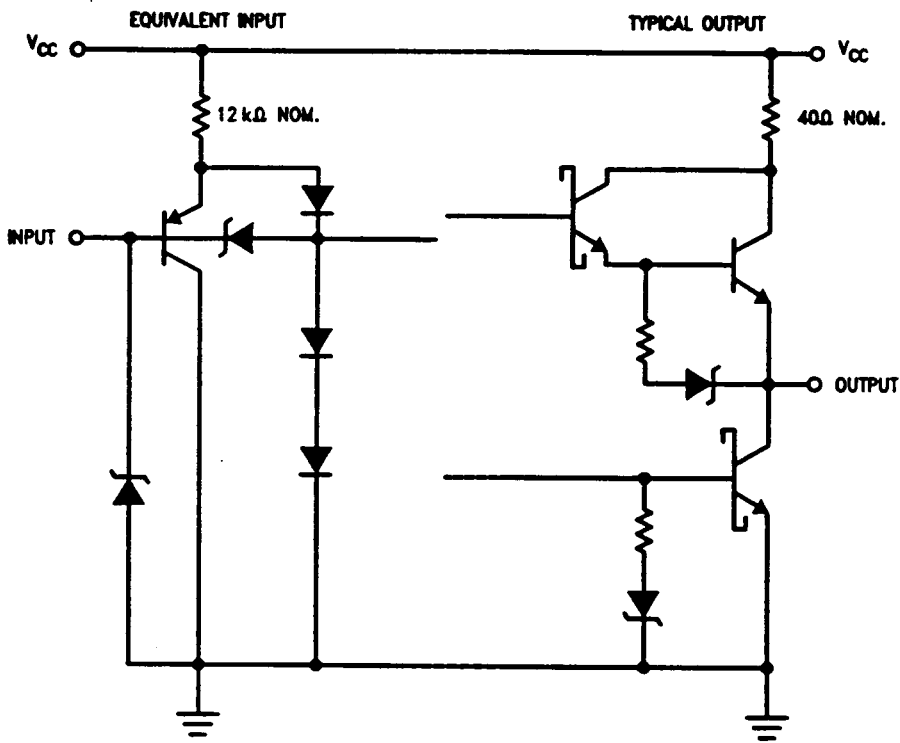 EQUIVALENT INPUT
TYPICAL OUTPUT
VCC
VCC
12 kΩ NOM.
40Ω NOM.
INPUT
OUTPUT